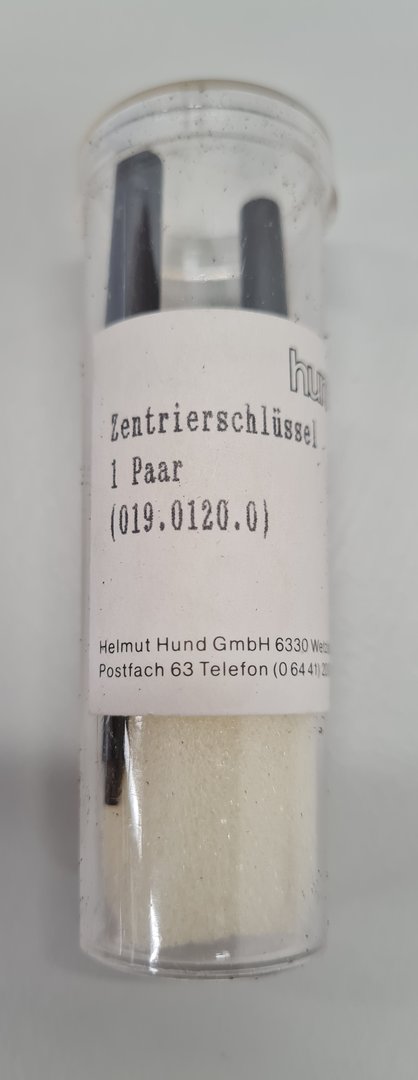 hun
Zentrierschlüssel
1 Paar
(019.0120.0)
Helmut Hund GmbH 6330
Postfach 63 Telefon (0 64 41)